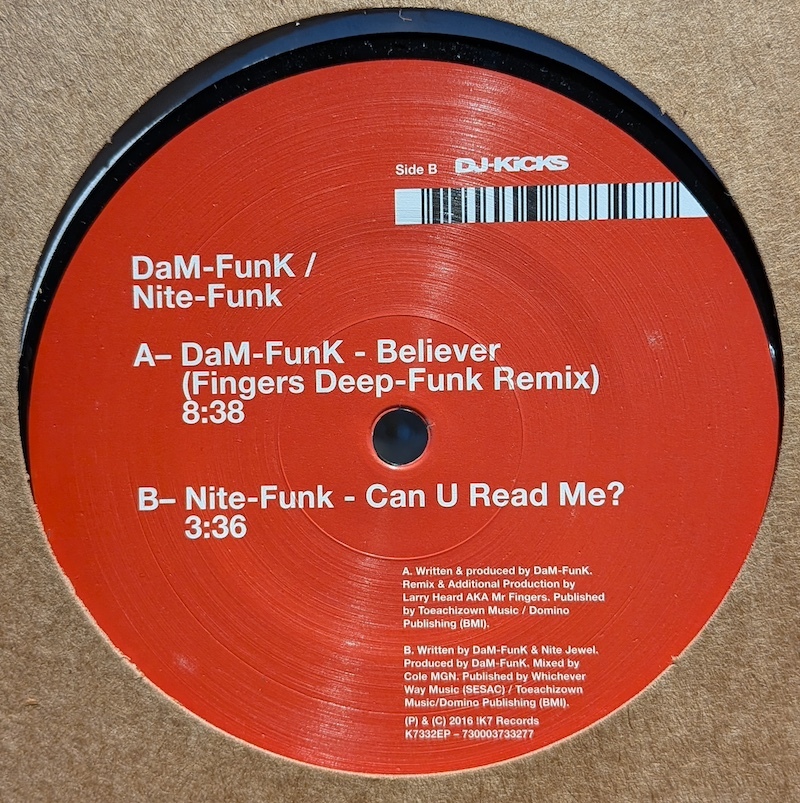 Side B DJ-KiCKS
DaM-FunK /
Nite-Funk
A– DaM-FunK - Believer
(Fingers Deep-Funk Remix)
8:38
B– Nite-Funk - Can U Read Me?
3:36
A. Written & produced by DaM-FunK.
Remix & Additional Production by
Larry Heard AKA Mr Fingers. Published
by Toeachizown Music / Domino
Publishing (BMI).
B. Written by DaM-FunK & Nite Jewel.
Produced by DaM-FunK. Mixed by
Cole MGN. Published by Whichever
Way Music (SESAC) / Toeachizown
Music/Domino Publishing (BMI).
(P) & (C) 2016 !K7 Records
K7332EP – 730003733277